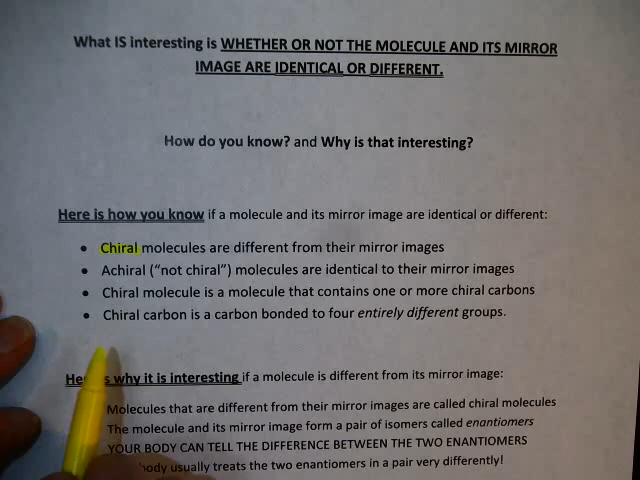 What IS interesting is WHETHER OR NOT THE MOLECULE AND ITS MIRROR
IMAGE ARE IDENTICAL OR DIFFERENT.
How do you know? and Why is that interesting?
Here is how you know if a molecule and its mirror image are identical or different:
• Chiral molecules are different from their mirror images
• Achiral (“not chiral”) molecules are identical to their mirror images
• Chiral molecule is a molecule that contains one or more chiral carbons
• Chiral carbon is a carbon bonded to four entirely different groups.
why it is interesting if a molecule is different from its mirror image:
Molecules that are different from their mirror images are called chiral molecules
The molecule and its mirror image form a pair of isomers called enantiomers
YOUR BODY CAN TELL THE DIFFERENCE BETWEEN THE TWO ENANTIOMERS
body usually treats the two enantiomers in a pair very differently!